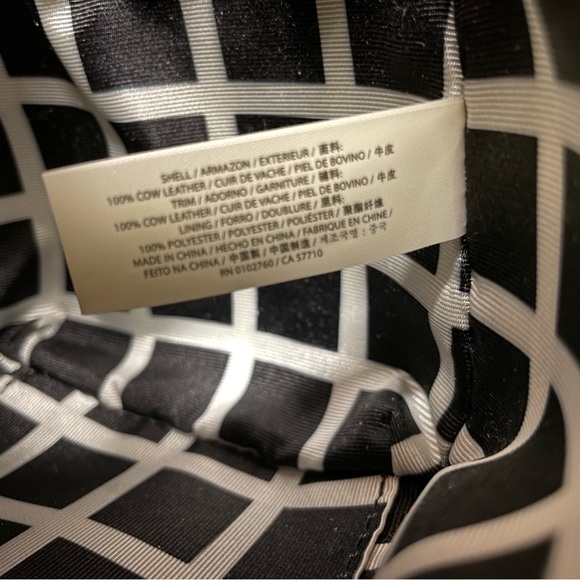 SHELL / ARMAZON / EXTERIEUR / 面料:
100% COW LEATHER / CUIR DE VACHE / PIEL DE BOVINO / 牛皮
TRIM / ADORNO / GARNITURE / 辅料:
100% COW LEATHER / CUIR DE VACHE / PIEL DE BOVINO / 牛皮
LINING / FORRO / DOUBLURE / 里料:
100% POLYESTER / POLYESTER / POLIÉSTER / 聚酯纤维
MADE IN CHINA / HECHO EN CHINA / FABRIQUE EN CHINE /
FEITO NA CHINA / 中國製 / 中国制造 / 제조국명 : 중국
RN 0102760 / CA 57710